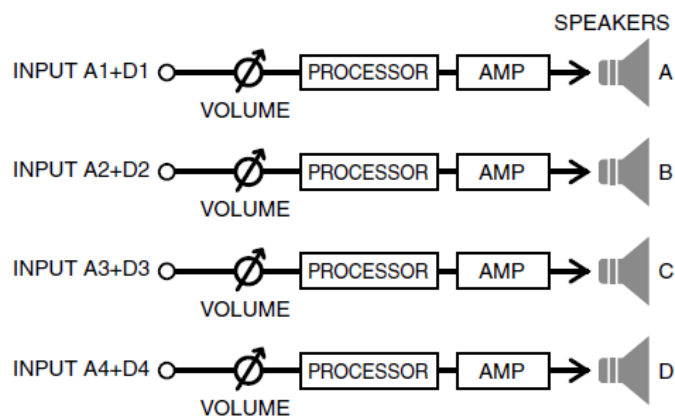 SPEAKERS
INPUT A1+D1 PROCESSOR AMP A
VOLUME
INPUT A2+D2 PROCESSOR AMP B
VOLUME
INPUT A3+D3 PROCESSOR AMP C
VOLUME
INPUT A4+D4 PROCESSOR AMP D
VOLUME